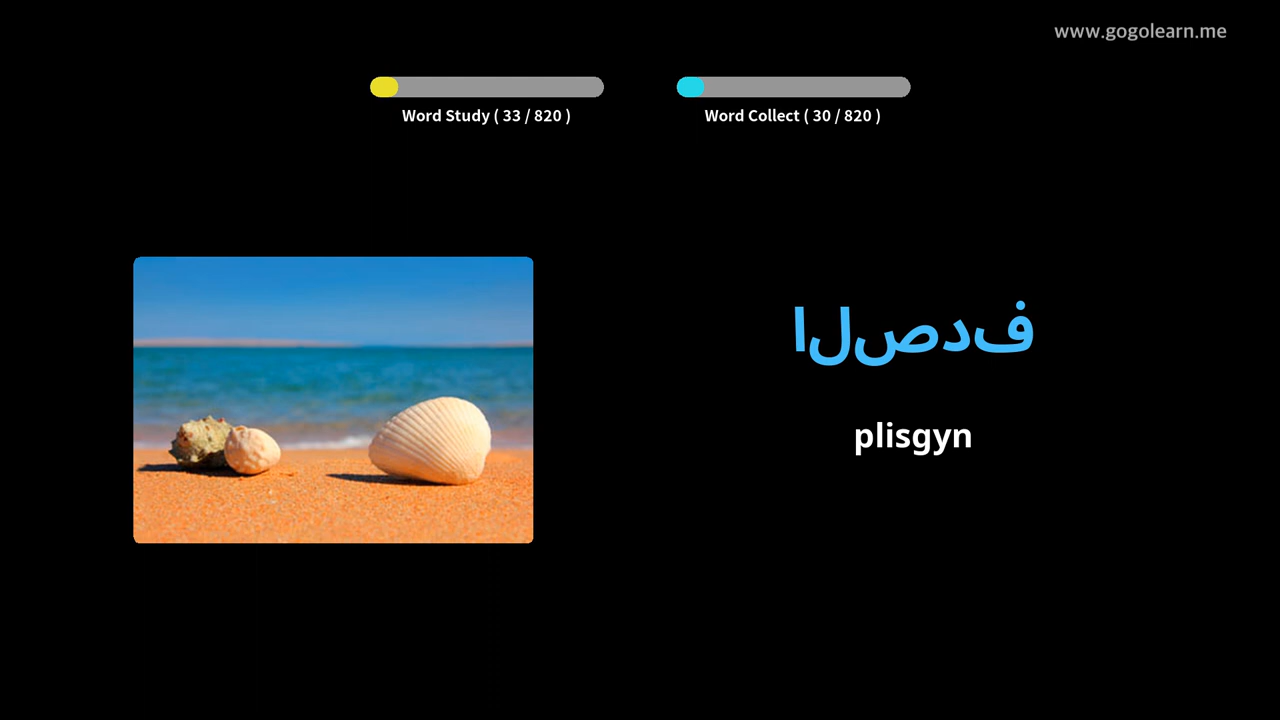 www.gogolearn.me
Word Study ( 33 / 820 )
Word Collect ( 30 / 820 )
الصدف
plisgyn